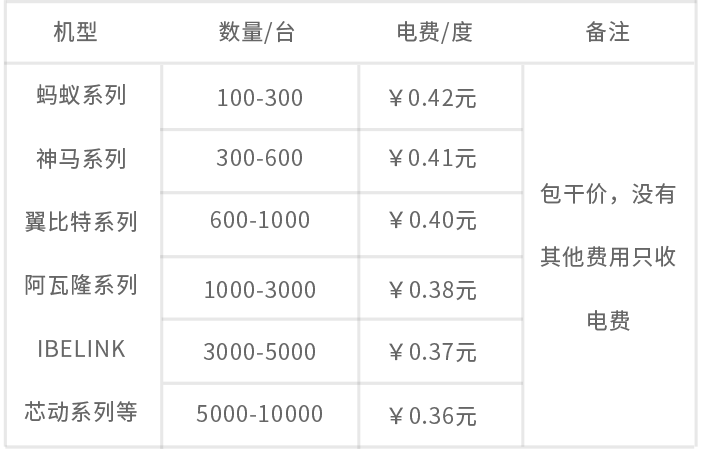 机型 数量/台 电费/度 备注
蚂蚁系列 100-300 ￥0.42元
神马系列 300-600 ￥0.41元
翼比特系列 600-1000 ￥0.40元
阿瓦隆系列 1000-3000 ￥0.38元
IBELINK 3000-5000 ￥0.37元
芯动系列等 5000-10000 ￥0.36元
包干价，没有
其他费用只收
电费